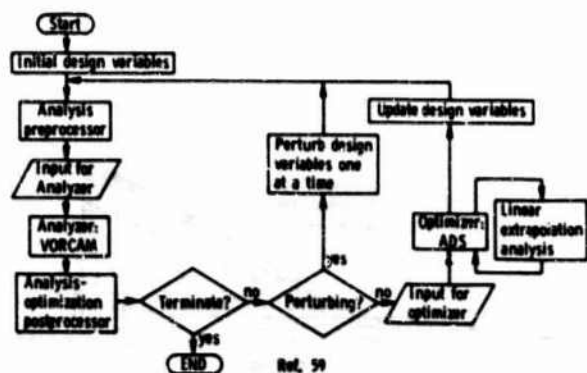 Start
Initial design variables
Analysis
preprocessor
Input for
Analyzer
Analyzer:
VORCAM
Analysis-
optimization
postprocessor
Terminate?
yes
END
no
Perturbing?
yes
Perturb design
variables one
at a time
no
Input for
optimizer
Optimizer:
ADS
Linear
extrapolation
analysis
Update design variables
Ref. 59